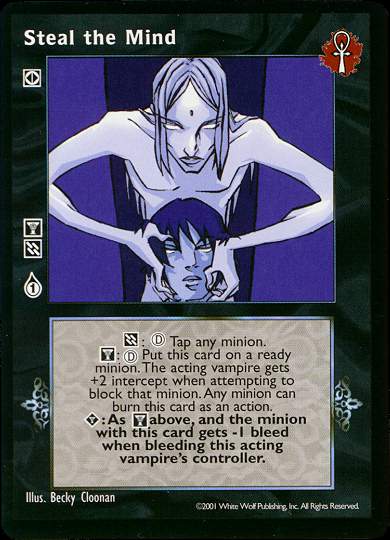 Steal the Mind
1
: D Tap any minion.
: D Put this card on a ready
minion. The acting vampire gets
+2 intercept when attempting to
block that minion. Any minion can
burn this card as an action.
:As above, and the minion
with this card gets -1 bleed
when bleeding this acting
vampire's controller.
Illus. Becky Cloonan
©2001 White Wolf Publishing, Inc. All Rights Reserved.